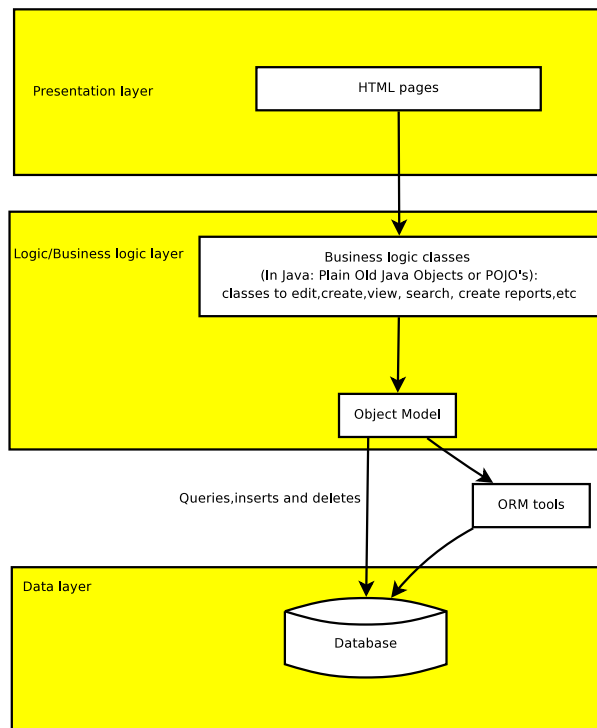 Presentation layer
HTML pages
Logic/Business logic layer
Business logic classes
(In Java: Plain Old Java Objects or POJO's):
classes to edit,create,view, search, create reports,etc
Object Model
Queries,inserts and deletes
ORM tools
Data layer
Database